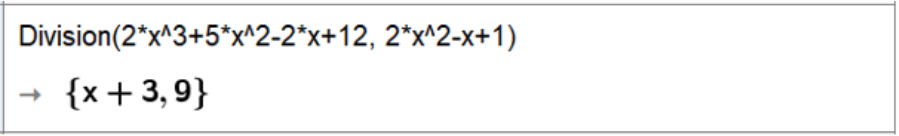 Division(2*x^3+5*x^2-2*x+12, 2*x^2-x+1)
→ {x + 3, 9}